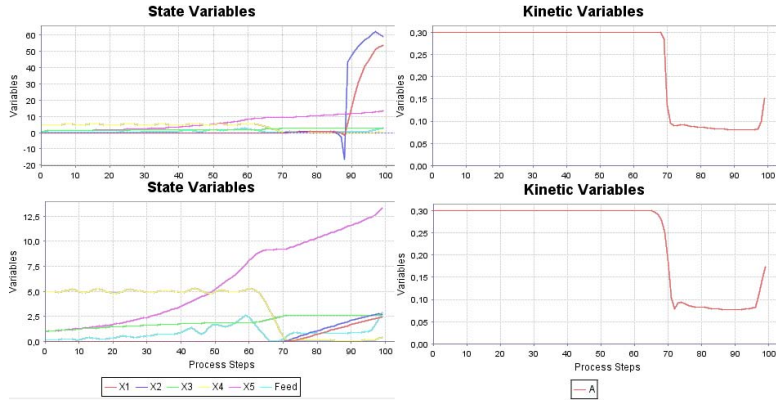 State Variables
Variables
60
50
40
30
20
10
0
-10
-20
0 10 20 30 40 50 60 70 80 90 100
Kinetic Variables
Variables
0,30
0,25
0,20
0,15
0,10
0,05
0,00
0 10 20 30 40 50 60 70 80 90 100
State Variables
Variables
12,5
10,0
7,5
5,0
2,5
0,0
0 10 20 30 40 50 60 70 80 90 100
Process Steps
X1 X2 X3 X4 X5 Feed
Kinetic Variables
Variables
0,30
0,25
0,20
0,15
0,10
0,05
0,00
0 10 20 30 40 50 60 70 80 90 100
Process Steps
A